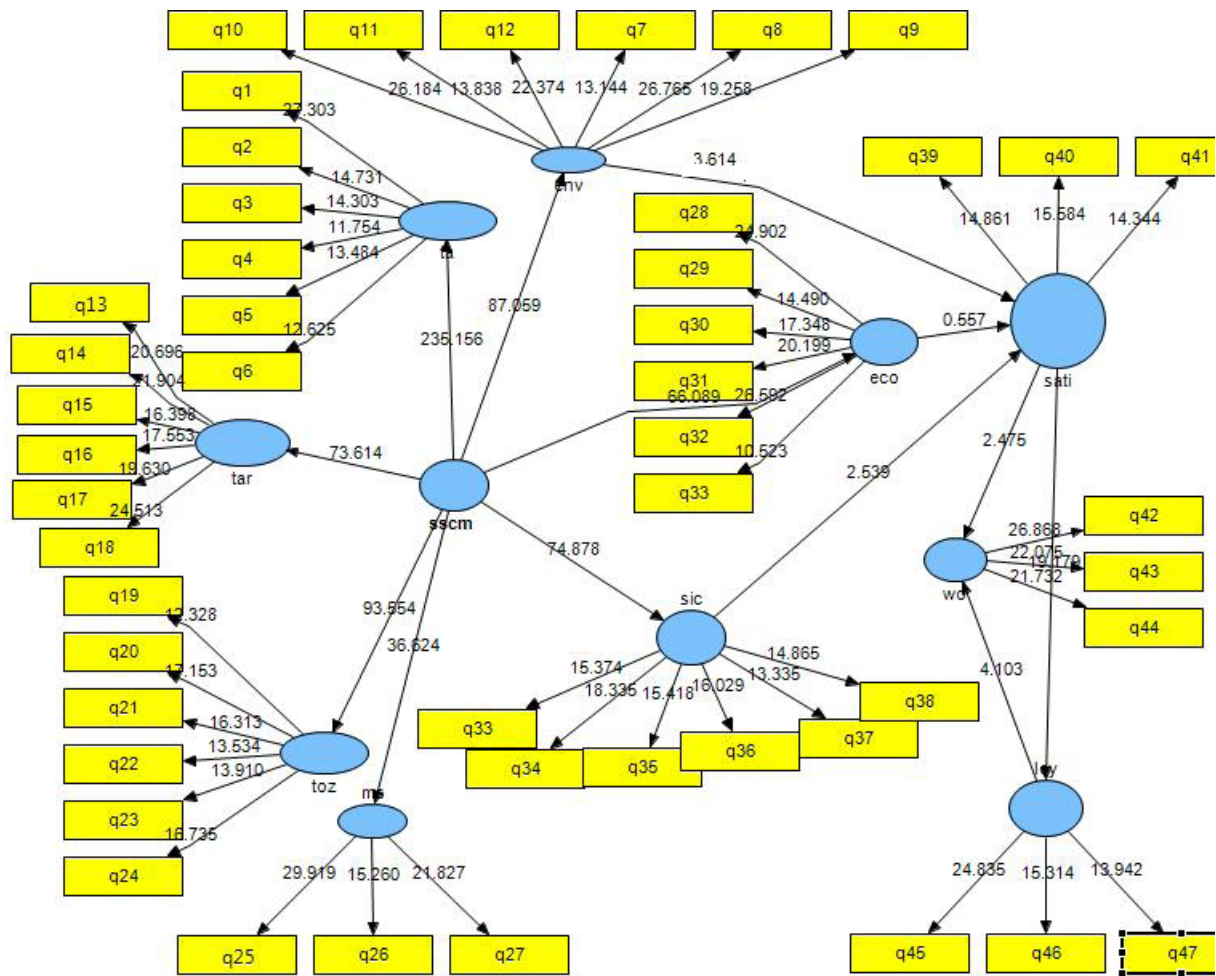 q10 q11 q12 q7 q8 q9
26.184 13.838 22.374 13.144 26.765 19.258
q1
27.303
q2
14.731
q3
14.303
q4
11.754
q5
13.484
q6
12.625
ta
env
3.614
q39 q40 q41
14.861 15.584 14.344
sati
q28
24.902
q29
14.490
q30
17.348
q31
20.199
q32
26.592
q33
10.523
eco
0.557
66.089
87.059
235.156
q13
20.696
q14
21.904
q15
16.398
q16
17.553
q17
19.630
q18
24.513
tar
73.614
sscm
74.878
93.554
36.624
2.539
2.475
q42
26.868
22.075
q43
19.179
21.732
q44
wo
4.103
sic
15.374 18.335 15.418 16.029 13.335 14.865
q33 q34 q35 q36 q37 q38
q19
12.328
q20
17.153
q21
16.313
q22
13.534
q23
13.910
q24
16.735
toz
ms
29.919 15.260 21.827
q25 q26 q27
loy
24.835 15.314 13.942
q45 q46 q47